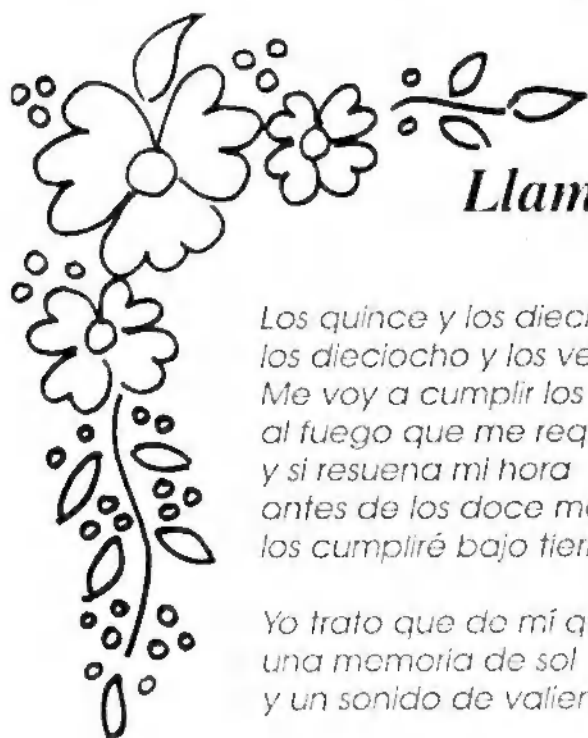 Llam
Los quince y los dieci
los dieciocho y los ve
Me voy a cumplir los
al fuego que me req
y si resuena mi hora
antes de los doce me
los cumpliré bajo tier
Yo trato que de mí q
una memoria de sol
y un sonido de valier